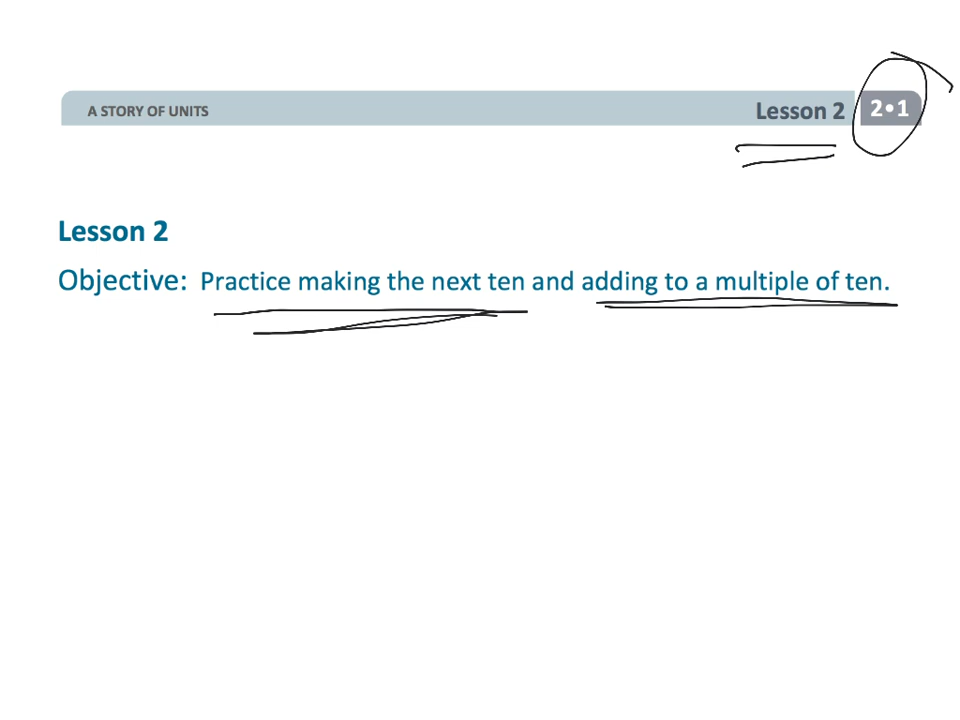 A STORY OF UNITS
Lesson 2 2•1
Lesson 2
Objective: Practice making the next ten and adding to a multiple of ten.